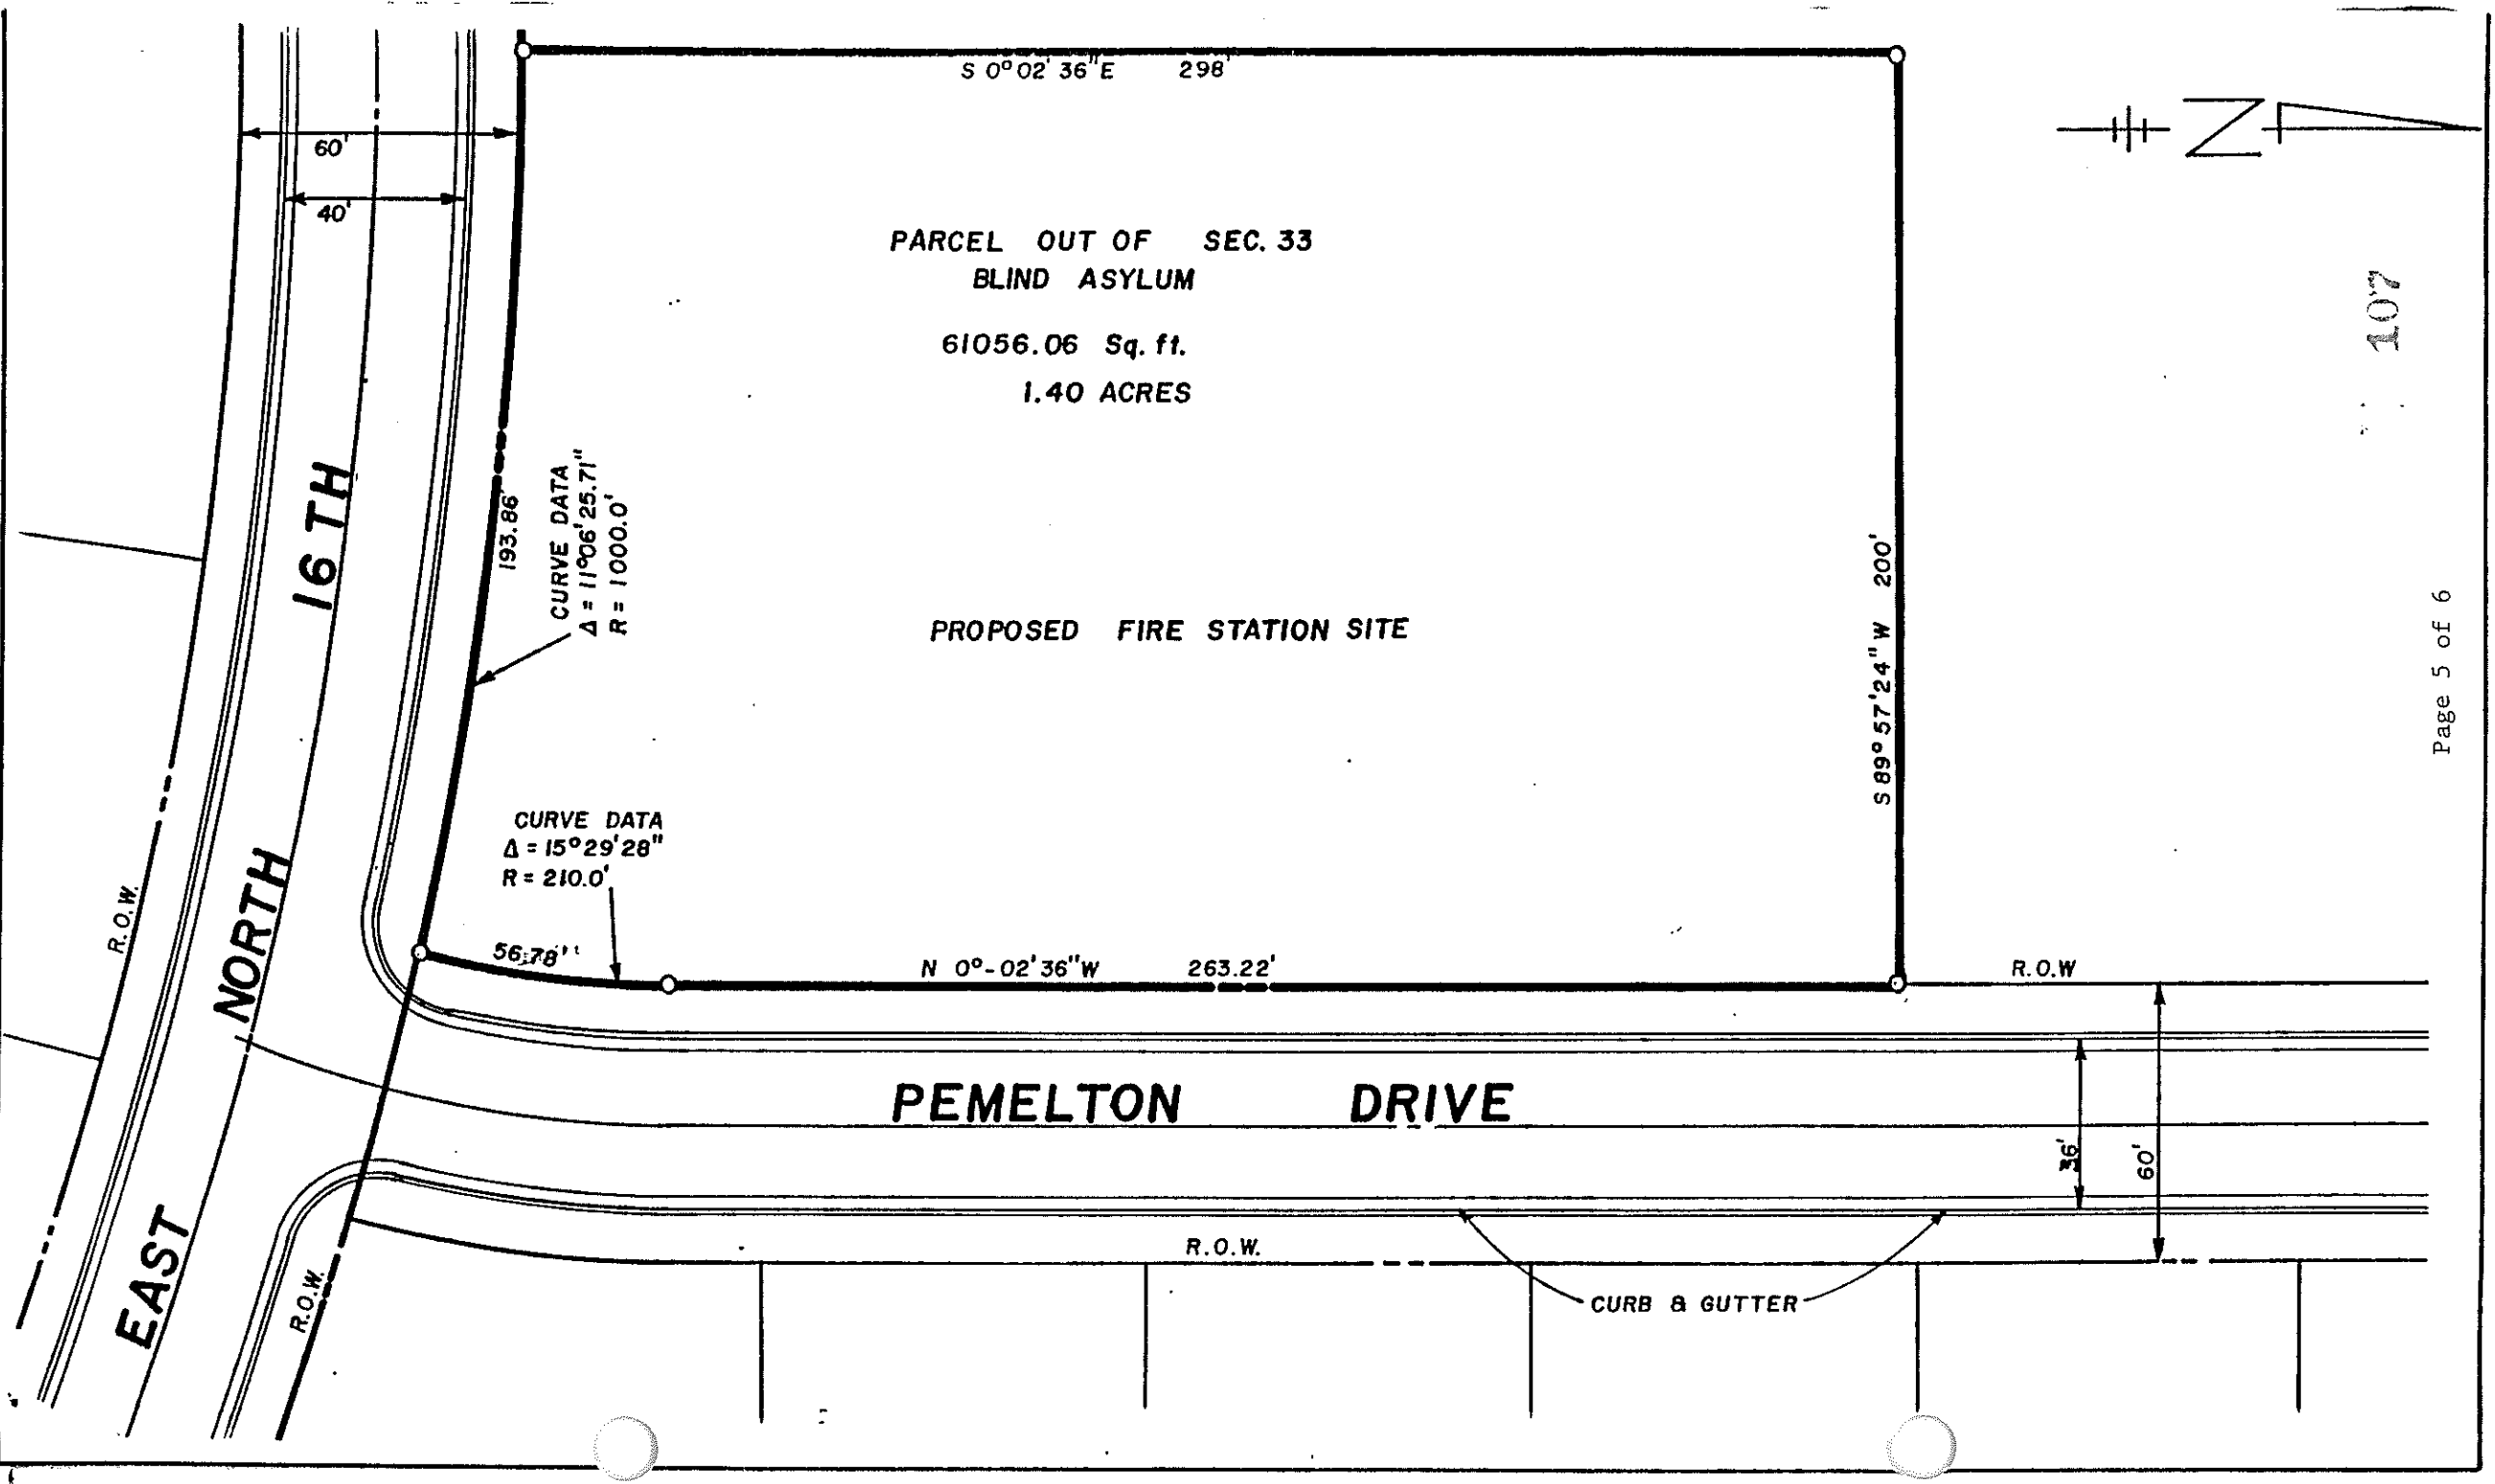 S 0°02'36"E 298'
60'
40'
N
PARCEL OUT OF SEC. 33
BLIND ASYLUM
61056.06 Sq. ft.
1.40 ACRES
107
193.86'
CURVE DATA
Δ = 11°06'25.71"
R = 1000.0'
PROPOSED FIRE STATION SITE
S 89°57'24"W 200'
Page 5 of 6
CURVE DATA
Δ = 15°29'28"
R = 210.0'
56.78'
N 0°-02'36"W 263.22'
R.O.W
R.O.W.
EAST NORTH 16TH
PEMELTON DRIVE
36'
60'
R.O.W.
R.O.W.
CURB & GUTTER